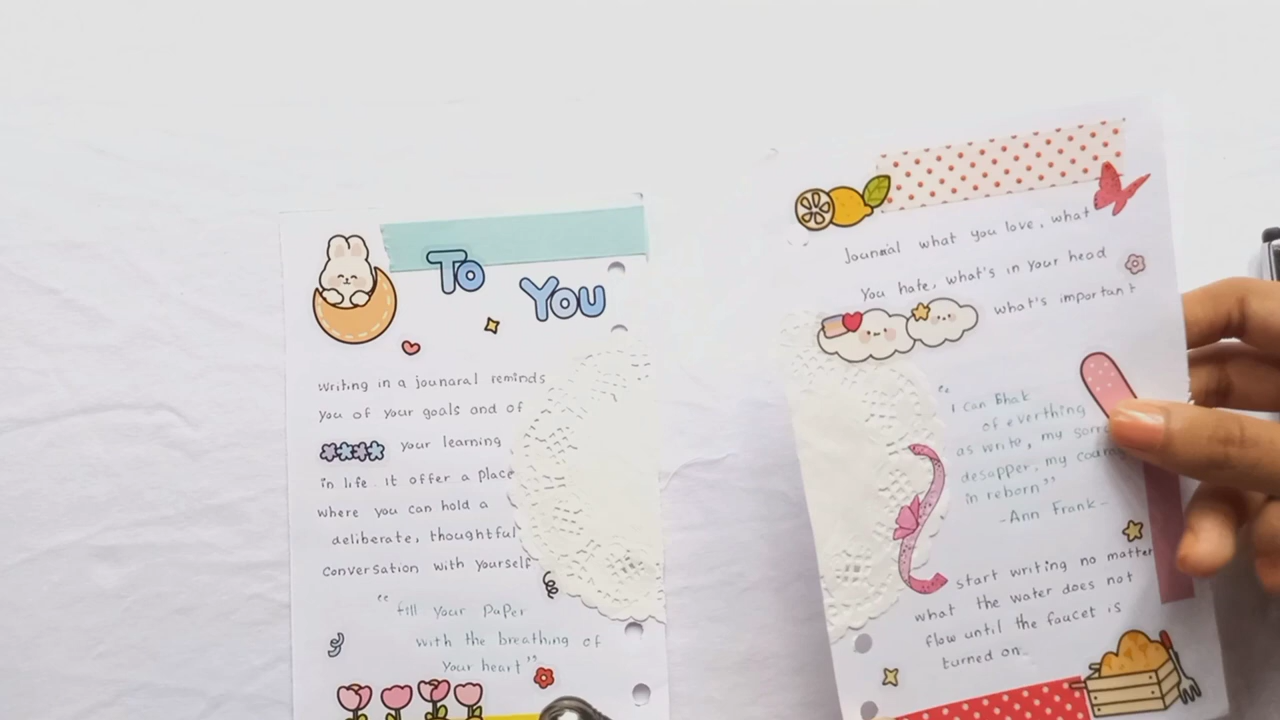 To
You
writing in a jounaral reminds
you of your goals and of
your learning
in life. it offer a place
where you can hold a
deliberate, thoughtful
conversation with yourself
“fill your paper
with the breathing of
your heart”
Jounaial what you love, what
You hate, what's in your head
what's important
“I can
of everthing
as write, my
desapper, my
in reborn”
-Ann Frank-
start writing no matter
what the water does not
flow until the faucet is
turned on.